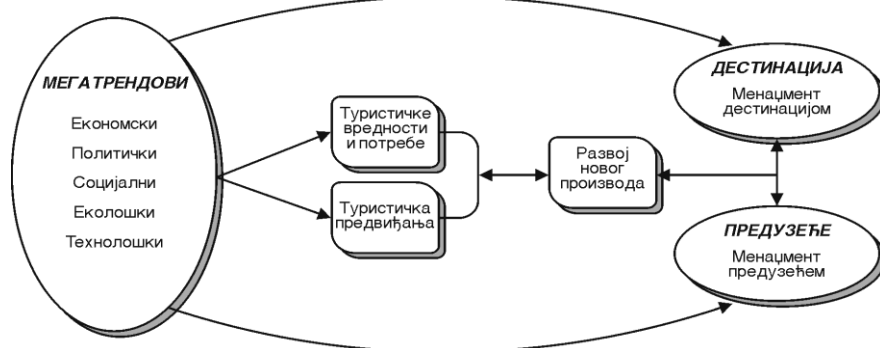 МЕГАТРЕНДОВИ
Економски
Политички
Социјални
Еколошки
Технолошки
Туристичке
вредности
и потребе
Туристичка
предвиђања
Развој
новог
производа
ДЕСТИНАЦИЈА
Менаџмент
дестинацијом
ПРЕДУЗЕЋЕ
Менаџмент
предузећем